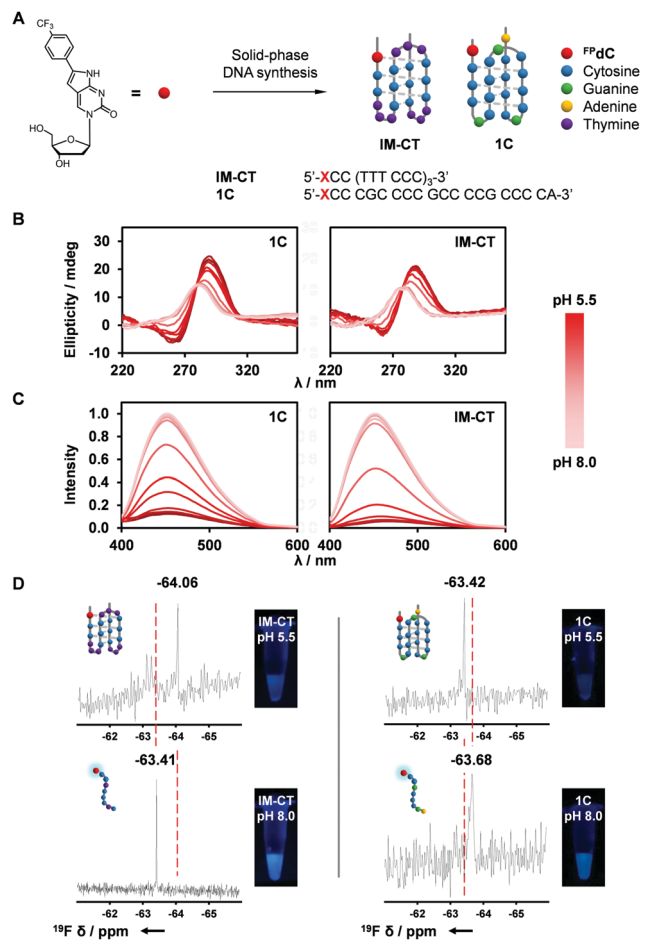 A
CF₃
NH
N
N
O
HO
O
OH
=
Solid-phase
DNA synthesis
IM-CT
1C
FPdC
Cytosine
Guanine
Adenine
Thymine
IM-CT 5'-XCC (TTT CCC)₃-3'
1C 5'-XCC CGC CCC GCC CCG CCC CA-3'
B
Ellipticity / mdeg
30
20
10
0
-10
1C
IM-CT
220 270 320
220 270 320
λ / nm
pH 5.5
pH 8.0
C
Intensity
1.0
0.8
0.6
0.4
0.2
0.0
1C
IM-CT
400 500 600
400 500 600
λ / nm
D
-64.06
IM-CT
pH 5.5
-62 -63 -64 -65
-63.42
1C
pH 5.5
-62 -63 -64 -65
-63.41
IM-CT
pH 8.0
-62 -63 -64 -65
-63.68
1C
pH 8.0
-62 -63 -64 -65
¹⁹F δ / ppm
¹⁹F δ / ppm